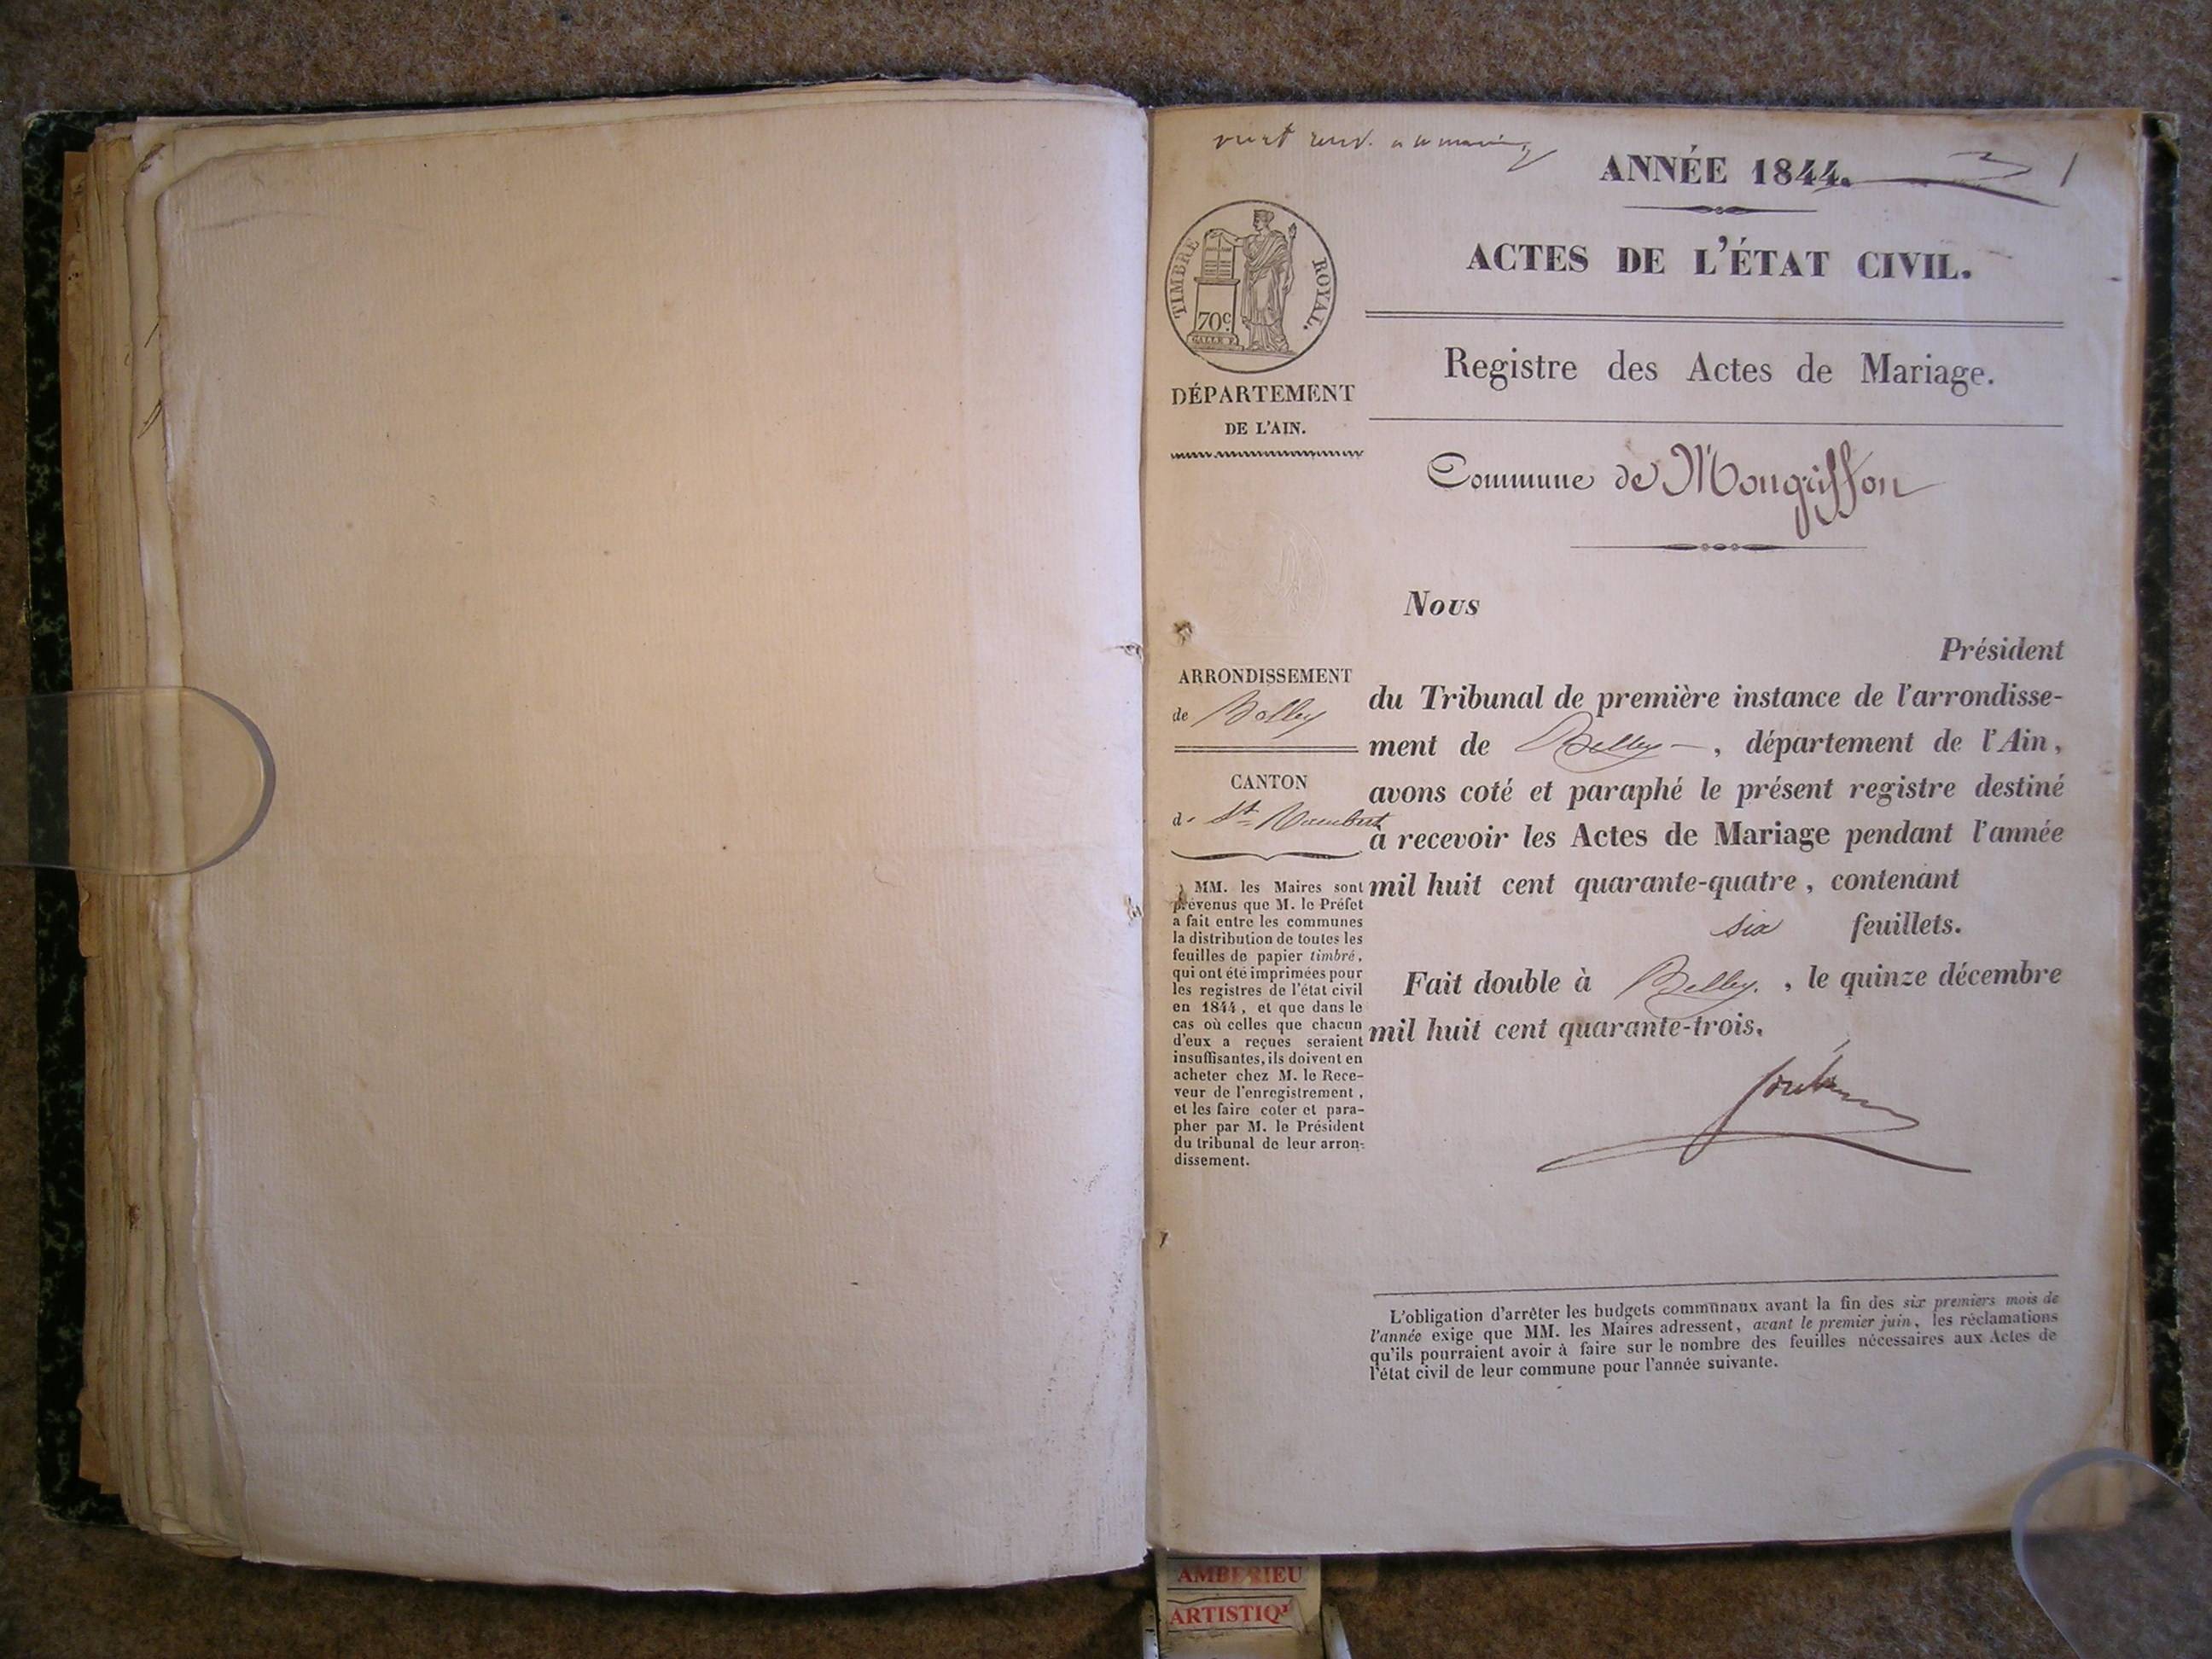 ANNÉE 1844. 1
TIMBRE ROYAL.
70c
ACTES DE L'ÉTAT CIVIL.
Registre des Actes de Mariage.
DÉPARTEMENT
DE L'AIN.
Commune de Mongriffon
ARRONDISSEMENT
de Belley
CANTON
de St Rambert
MM. les Maires sont
prévenus que M. le Préfet
a fait entre les communes
la distribution de toutes les
feuilles de papier timbré,
qui ont été imprimées pour
les registres de l'état civil
en 1844, et que dans le
cas où celles que chacun
d'eux a reçues seraient
insuffisantes, ils doivent en
acheter chez M. le Rece-
veur de l'enregistrement,
et les faire coter et para-
pher par M. le Président
du tribunal de leur arron-
dissement.
Nous
Président
du Tribunal de première instance de l'arrondisse-
ment de Belley, département de l'Ain,
avons coté et paraphé le présent registre destiné
à recevoir les Actes de Mariage pendant l'année
mil huit cent quarante-quatre, contenant
six feuillets.
Fait double à Belley, le quinze décembre
mil huit cent quarante-trois.
L'obligation d'arrêter les budgets communaux avant la fin des six premiers mois de
l'année exige que MM. les Maires adressent, avant le premier juin, les réclamations
qu'ils pourraient avoir à faire sur le nombre des feuilles nécessaires aux Actes de
l'état civil de leur commune pour l'année suivante.
AMBERIEU
ARTISTIQ